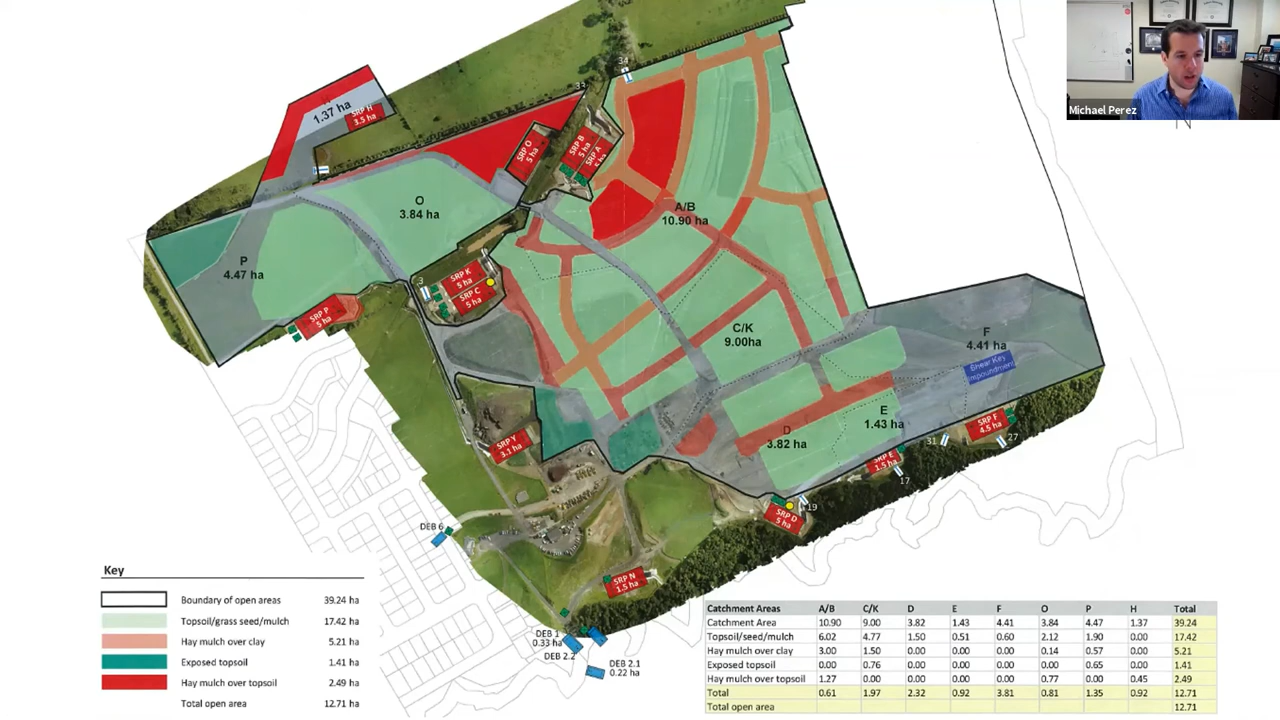 Michael Perez
N
34
33
1.37 ha
SRP H
3.5 ha
SRP O
5 ha
SRP B
5 ha
SRP A
O
3.84 ha
A/B
10.90 ha
P
4.47 ha
3
SRP K
5 ha
SRP C
5 ha
SRP P
5 ha
C/K
9.00ha
F
4.41 ha
Shear Key
Impoundment
E
1.43 ha
D
3.82 ha
SRP F
4.5 ha
27
31
SRP E
1.5 ha
17
19
SRP D
5 ha
SRP Y
3.1 ha
DEB 6
SRP N
1.5 ha
DEB 1
0.33 ha
DEB 2.2
DEB 2.1
0.22 ha
Key
Boundary of open areas 39.24 ha
Topsoil/grass seed/mulch 17.42 ha
Hay mulch over clay 5.21 ha
Exposed topsoil 1.41 ha
Hay mulch over topsoil 2.49 ha
Total open area 12.71 ha
Catchment Areas A/B C/K D E F O P H Total
Catchment Area 10.90 9.00 3.82 1.43 4.41 3.84 4.47 1.37 39.24
Topsoil/seed/mulch 6.02 4.77 1.50 0.51 0.60 2.12 1.90 0.00 17.42
Hay mulch over clay 3.00 1.50 0.00 0.00 0.00 0.14 0.57 0.00 5.21
Exposed topsoil 0.00 0.76 0.00 0.00 0.00 0.00 0.65 0.00 1.41
Hay mulch over topsoil 1.27 0.00 0.00 0.00 0.00 0.77 0.00 0.45 2.49
Total 0.61 1.97 2.32 0.92 3.81 0.81 1.35 0.92 12.71
Total open area 12.71